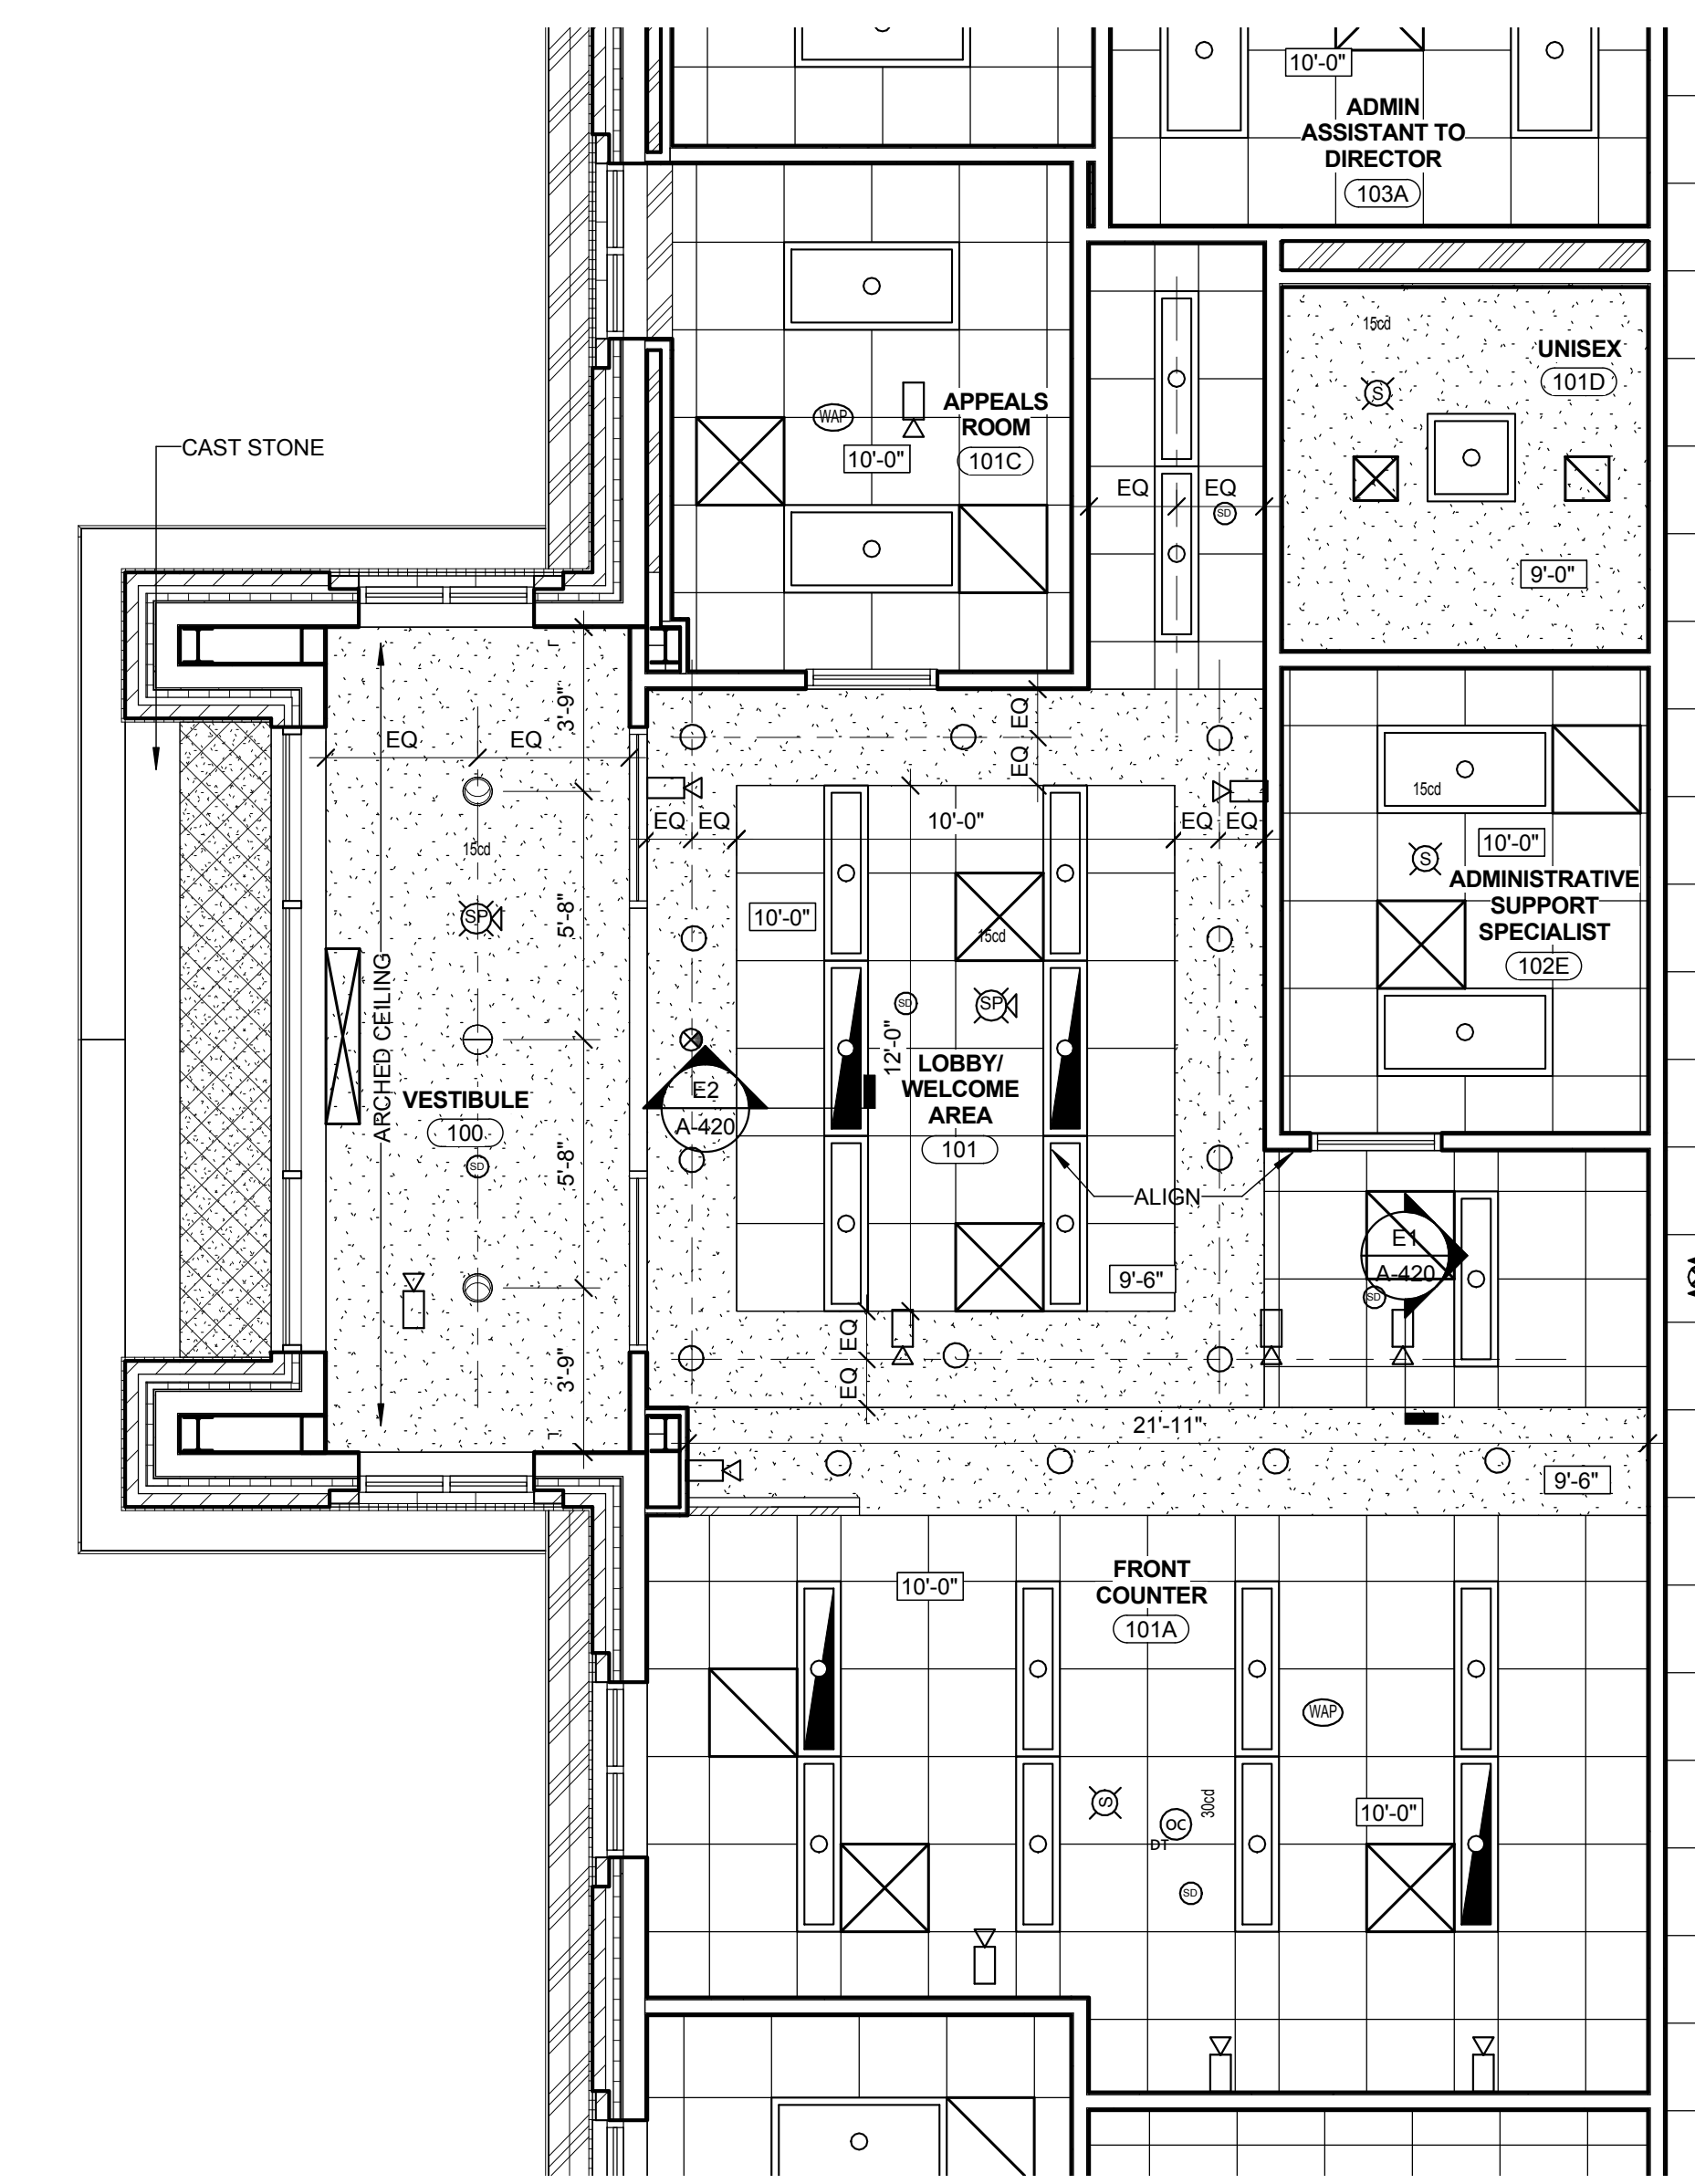 10'-0"
ADMIN
ASSISTANT TO
DIRECTOR
103A
15cd
UNISEX
101D
S
9'-0"
WAP
APPEALS
ROOM
10'-0"
101C
EQ
EQ
SD
CAST STONE
3'-9"
EQ
EQ
15cd
SP
5'-8"
ARCHED CEILING
VESTIBULE
100
SD
5'-8"
3'-9"
EQ
EQ
EQ
EQ
10'-0"
EQ
EQ
10'-0"
15cd
SD
SP
12'-0"
LOBBY/
WELCOME
AREA
101
E2
A-420
ALIGN
9'-6"
EQ
EQ
15cd
10'-0"
S
ADMINISTRATIVE
SUPPORT
SPECIALIST
102E
E1
A-420
SD
21'-11"
9'-6"
FRONT
COUNTER
101A
10'-0"
WAP
S
OC
DT
30cd
10'-0"
SD